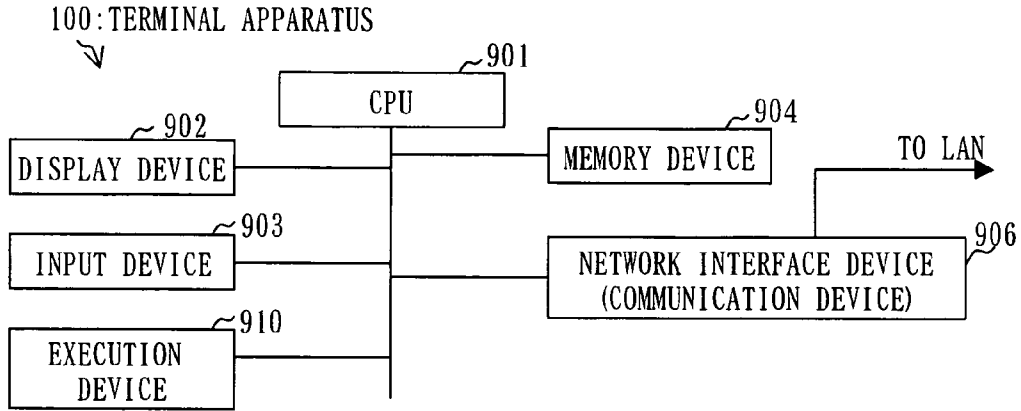 100:TERMINAL APPARATUS
901
CPU
902
DISPLAY DEVICE
904
MEMORY DEVICE
TO LAN
903
INPUT DEVICE
906
NETWORK INTERFACE DEVICE
(COMMUNICATION DEVICE)
910
EXECUTION
DEVICE